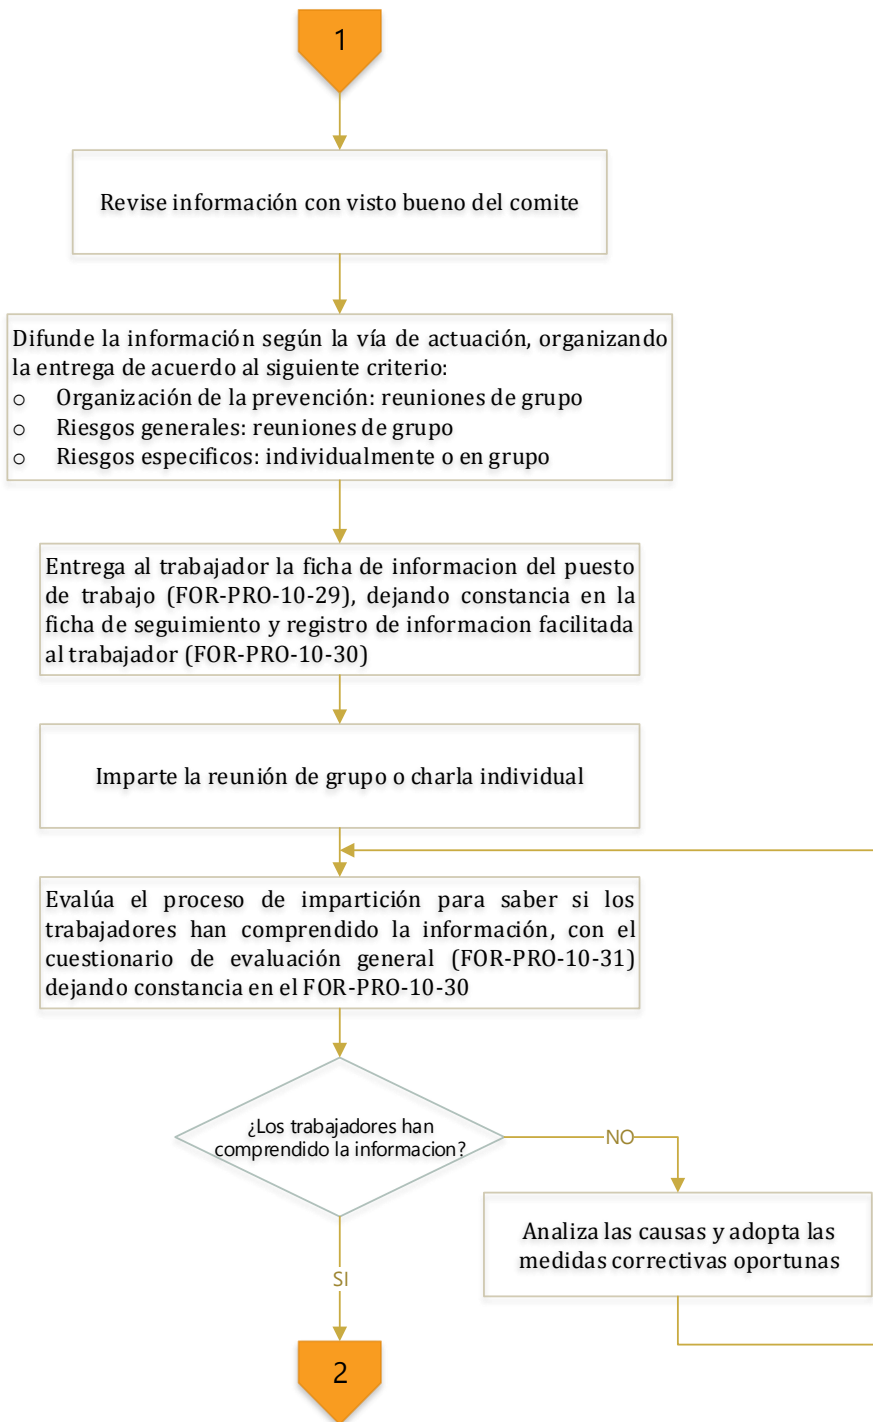 1
Revise información con visto bueno del comite
Difunde la información según la vía de actuación, organizando
la entrega de acuerdo al siguiente criterio:
o Organización de la prevención: reuniones de grupo
o Riesgos generales: reuniones de grupo
o Riesgos especificos: individualmente o en grupo
Entrega al trabajador la ficha de informacion del puesto
de trabajo (FOR-PRO-10-29), dejando constancia en la
ficha de seguimiento y registro de informacion facilitada
al trabajador (FOR-PRO-10-30)
Imparte la reunión de grupo o charla individual
Evalúa el proceso de impartición para saber si los
trabajadores han comprendido la información, con el
cuestionario de evaluación general (FOR-PRO-10-31)
dejando constancia en el FOR-PRO-10-30
¿Los trabajadores han
comprendido la informacion?
NO
Analiza las causas y adopta las
medidas correctivas oportunas
SI
2